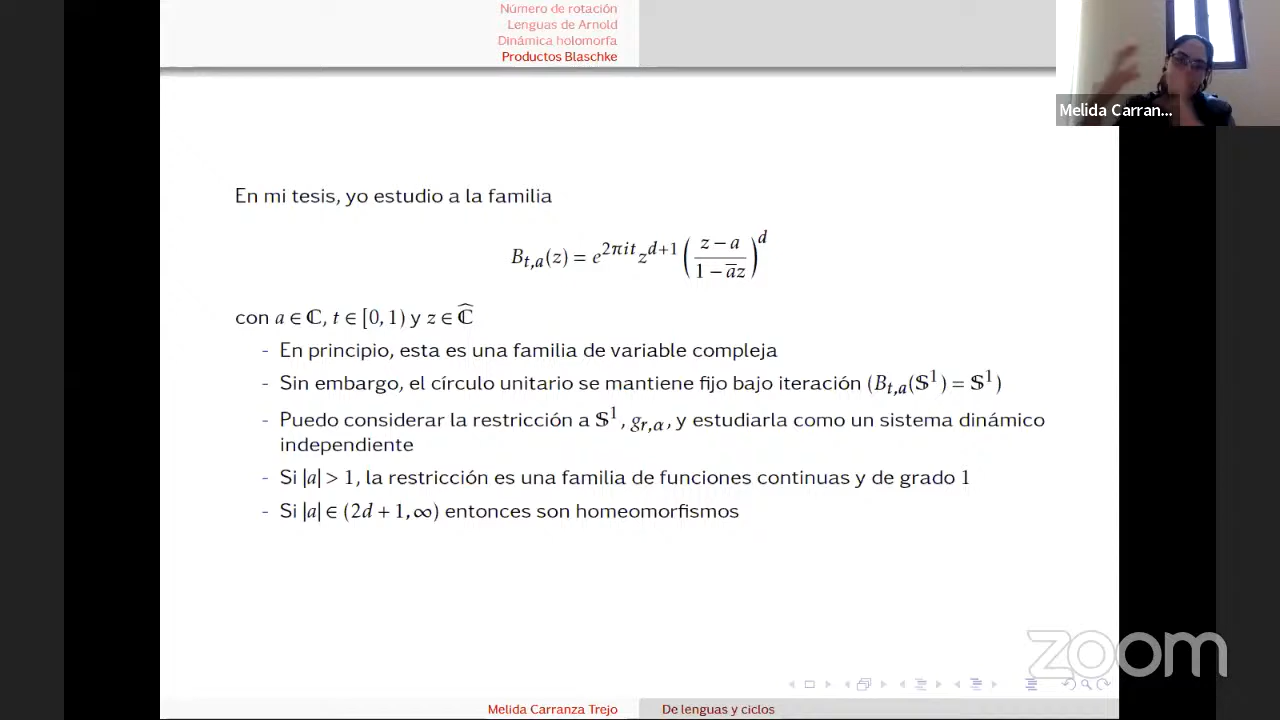 Número de rotación
Lenguas de Arnold
Dinámica holomorfa
Productos Blaschke
Melida Carran...
En mi tesis, yo estudio a la familia
B_{t,a}(z) = e^{2πit} z^{d+1} ( (z − a) / (1 − a̅z) )^d
con a ∈ ℂ, t ∈ [0, 1) y z ∈ ℂ̂
- En principio, esta es una familia de variable compleja
- Sin embargo, el círculo unitario se mantiene fijo bajo iteración (B_{t,a}(𝕊^1) = 𝕊^1)
- Puedo considerar la restricción a 𝕊^1, g_{r,α}, y estudiarla como un sistema dinámico
independiente
- Si |a| > 1, la restricción es una familia de funciones continuas y de grado 1
- Si |a| ∈ (2d + 1, ∞) entonces son homeomorfismos
zoom
Melida Carranza Trejo
De lenguas y ciclos